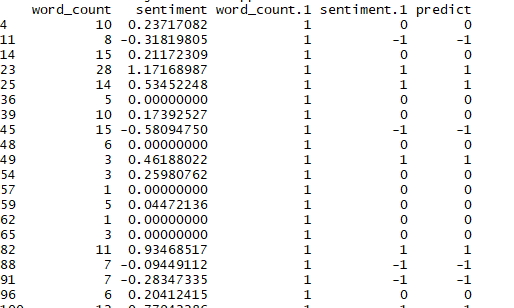 word_count sentiment word_count.1 sentiment.1 predict
4 10 0.23717082 1 0 0
11 8 -0.31819805 1 -1 -1
14 15 0.21172309 1 0 0
23 28 1.17168987 1 1 1
25 14 0.53452248 1 1 1
36 5 0.00000000 1 0 0
39 10 0.17392527 1 0 0
45 15 -0.58094750 1 -1 -1
48 6 0.00000000 1 0 0
49 3 0.46188022 1 1 1
54 3 0.25980762 1 0 0
57 1 0.00000000 1 0 0
59 5 0.04472136 1 0 0
62 1 0.00000000 1 0 0
65 3 0.00000000 1 0 0
82 11 0.93468517 1 1 1
88 7 -0.09449112 1 -1 -1
91 7 -0.28347335 1 -1 -1
96 6 0.20412415 1 0 0